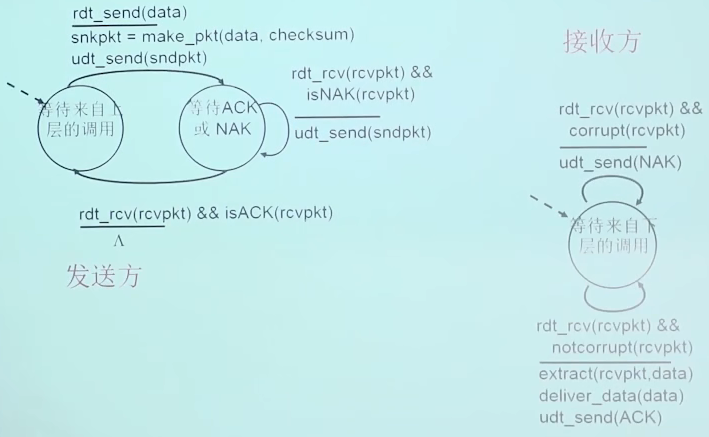 rdt_send(data)
snkpkt = make_pkt(data, checksum)
udt_send(sndpkt)
等待来自上
层的调用
等待ACK
或 NAK
rdt_rcv(rcvpkt) &&
isNAK(rcvpkt)
udt_send(sndpkt)
rdt_rcv(rcvpkt) && isACK(rcvpkt)
Λ
发送方
接收方
rdt_rcv(rcvpkt) &&
corrupt(rcvpkt)
udt_send(NAK)
等待来自下
层的调用
rdt_rcv(rcvpkt) &&
notcorrupt(rcvpkt)
extract(rcvpkt,data)
deliver_data(data)
udt_send(ACK)